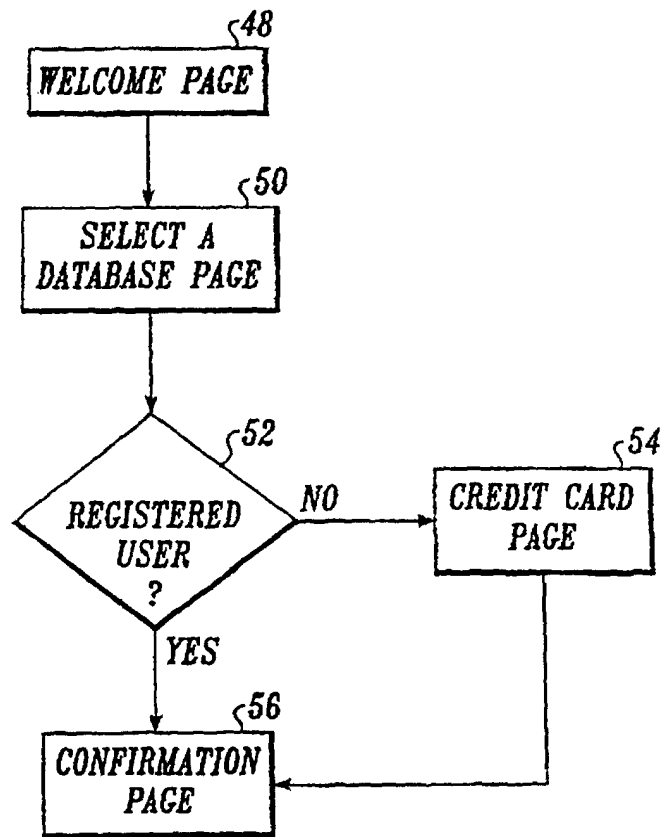 48
WELCOME PAGE
50
SELECT A
DATABASE PAGE
52
REGISTERED
USER
?
NO
54
CREDIT CARD
PAGE
YES
56
CONFIRMATION
PAGE